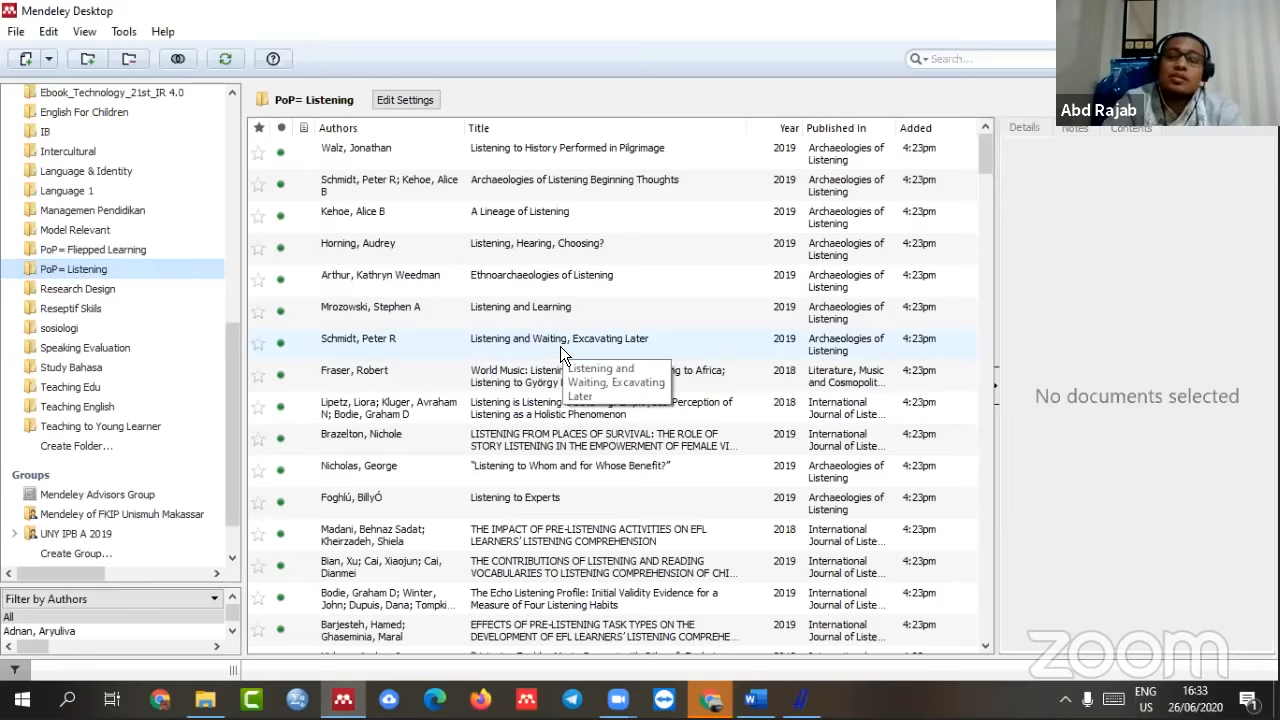 Mendeley Desktop
File Edit View Tools Help
Search...
Abd Rajab
Ebook_Technology_21st_IR 4.0
English For Children
IB
Intercultural
Language & Identity
Language 1
Managemen Pendidikan
Model Relevant
PoP= Fliepped Learning
PoP= Listening
Research Design
Reseptif Skiils
sosiologi
Speaking Evaluation
Study Bahasa
Teaching Edu
Teaching English
Teaching to Young Learner
Create Folder...
Groups
Mendeley Advisors Group
Mendeley of FKIP Unismuh Makassar
UNY IPB A 2019
Create Group...
Filter by Authors
All
Adnan, Aryuliva
PoP= Listening Edit Settings
Authors Title Year Published In Added
Walz, Jonathan Listening to History Performed in Pilgrimage 2019 Archaeologies of 4:23pm
Listening
Schmidt, Peter R; Kehoe, Alice Archaeologies of Listening Beginning Thoughts 2019 Archaeologies of 4:23pm
B Listening
Kehoe, Alice B A Lineage of Listening 2019 Archaeologies of 4:23pm
Listening
Horning, Audrey Listening, Hearing, Choosing? 2019 Archaeologies of 4:23pm
Listening
Arthur, Kathryn Weedman Ethnoarchaeologies of Listening 2019 Archaeologies of 4:23pm
Listening
Mrozowski, Stephen A Listening and Learning 2019 Archaeologies of 4:23pm
Listening
Schmidt, Peter R Listening and Waiting, Excavating Later 2019 Archaeologies of 4:23pm
Listening
Fraser, Robert World Music: Listen ng to Africa; 2018 Literature, Music 4:23pm
Listening to György and Cosmopolit...
Lipetz, Liora; Kluger, Avraham Listening is Listening Perception of 2018 International 4:23pm
N; Bodie, Graham D Listening as a Holistic Phenomenon Journal of Liste...
Brazelton, Nichole LISTENING FROM PLACES OF SURVIVAL: THE ROLE OF 2019 International 4:23pm
STORY LISTENING IN THE EMPOWERMENT OF FEMALE VI... Journal of Liste...
Nicholas, George "Listening to Whom and for Whose Benefit?" 2019 Archaeologies of 4:23pm
Listening
Foghlú, BillyÓ Listening to Experts 2019 Archaeologies of 4:23pm
Listening
Madani, Behnaz Sadat; THE IMPACT OF PRE-LISTENING ACTIVITIES ON EFL 2018 International 4:23pm
Kheirzadeh, Shiela LEARNERS' LISTENING COMPREHENSION Journal of Liste...
Bian, Xu; Cai, Xiaojun; Cai, THE CONTRIBUTIONS OF LISTENING AND READING 2019 International 4:23pm
Dianmei VOCABULARIES TO LISTENING COMPREHENSION OF CHI... Journal of Liste...
Bodie, Graham D; Winter, The Echo Listening Profile: Initial Validity Evidence for a 2019 International 4:23pm
John; Dupuis, Dana; Tompki... Measure of Four Listening Habits Journal of Liste...
Barjesteh, Hamed; EFFECTS OF PRE-LISTENING TASK TYPES ON THE 2019 International 4:23pm
Ghaseminia, Maral DEVELOPMENT OF EFL LEARNERS' LISTENING COMPREHE... Journal of Liste...
Listening and
Waiting, Excavating
Later
Details Notes Contents
No documents selected
zoom
ENG
US
16:33
26/06/2020
1